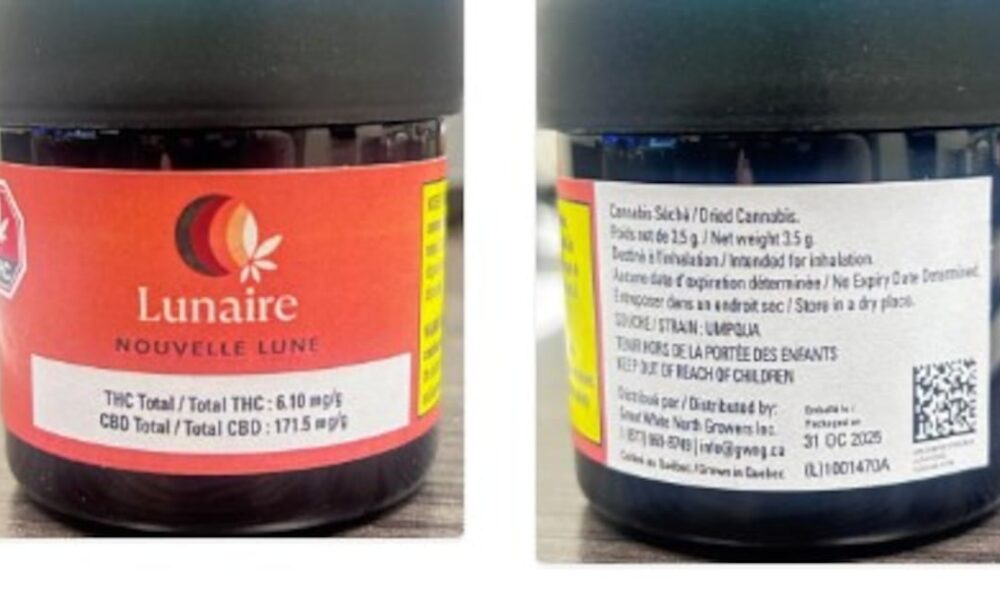 Lunaire
NOUVELLE LUNE
THC Total / Total THC : 6.10 mg/g
CBD Total / Total CBD : 171.5 mg/g
Cannabis Séché / Dried Cannabis.
Poids net de 3.5 g. / Net weight 3.5 g.
Destiné à l'inhalation / Intended for inhalation.
Aucune date d'expiration déterminée / No Expiry Date Determined.
Entreposer dans un endroit sec / Store in a dry place.
SOUCHE / STRAIN : UMPQUA
TENIR HORS DE LA PORTÉE DES ENFANTS
KEEP OUT OF REACH OF CHILDREN
Distribué par / Distributed by:
Great White North Growers Inc.
info@gwng.ca
Cultivé au Québec / Grown in Quebec
Emballé le /
Packaged on
31 OC 2025
(L)1001470A